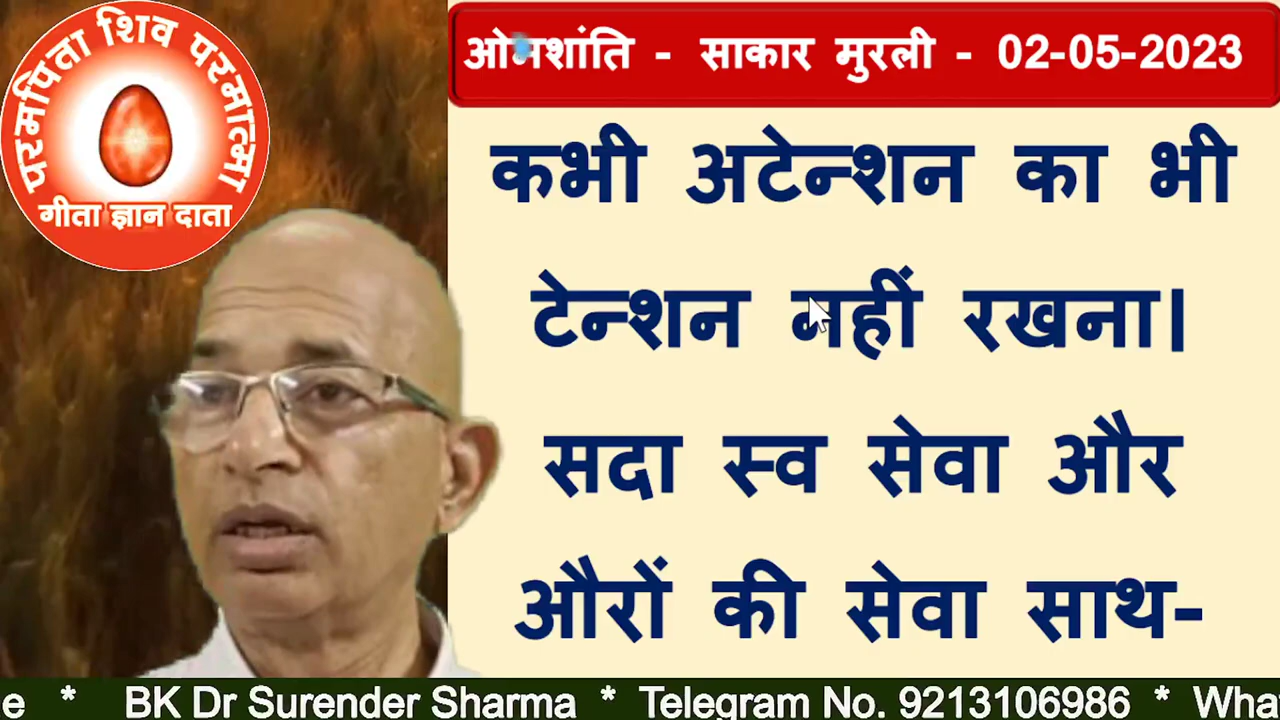 परमपिता शिव परमात्मा
गीता ज्ञान दाता
ओमशांति - साकार मुरली - 02-05-2023
कभी अटेन्शन का भी
टेन्शन नहीं रखना।
सदा स्व सेवा और
औरों की सेवा साथ-
e * BK Dr Surender Sharma * Telegram No. 9213106986 * Wha